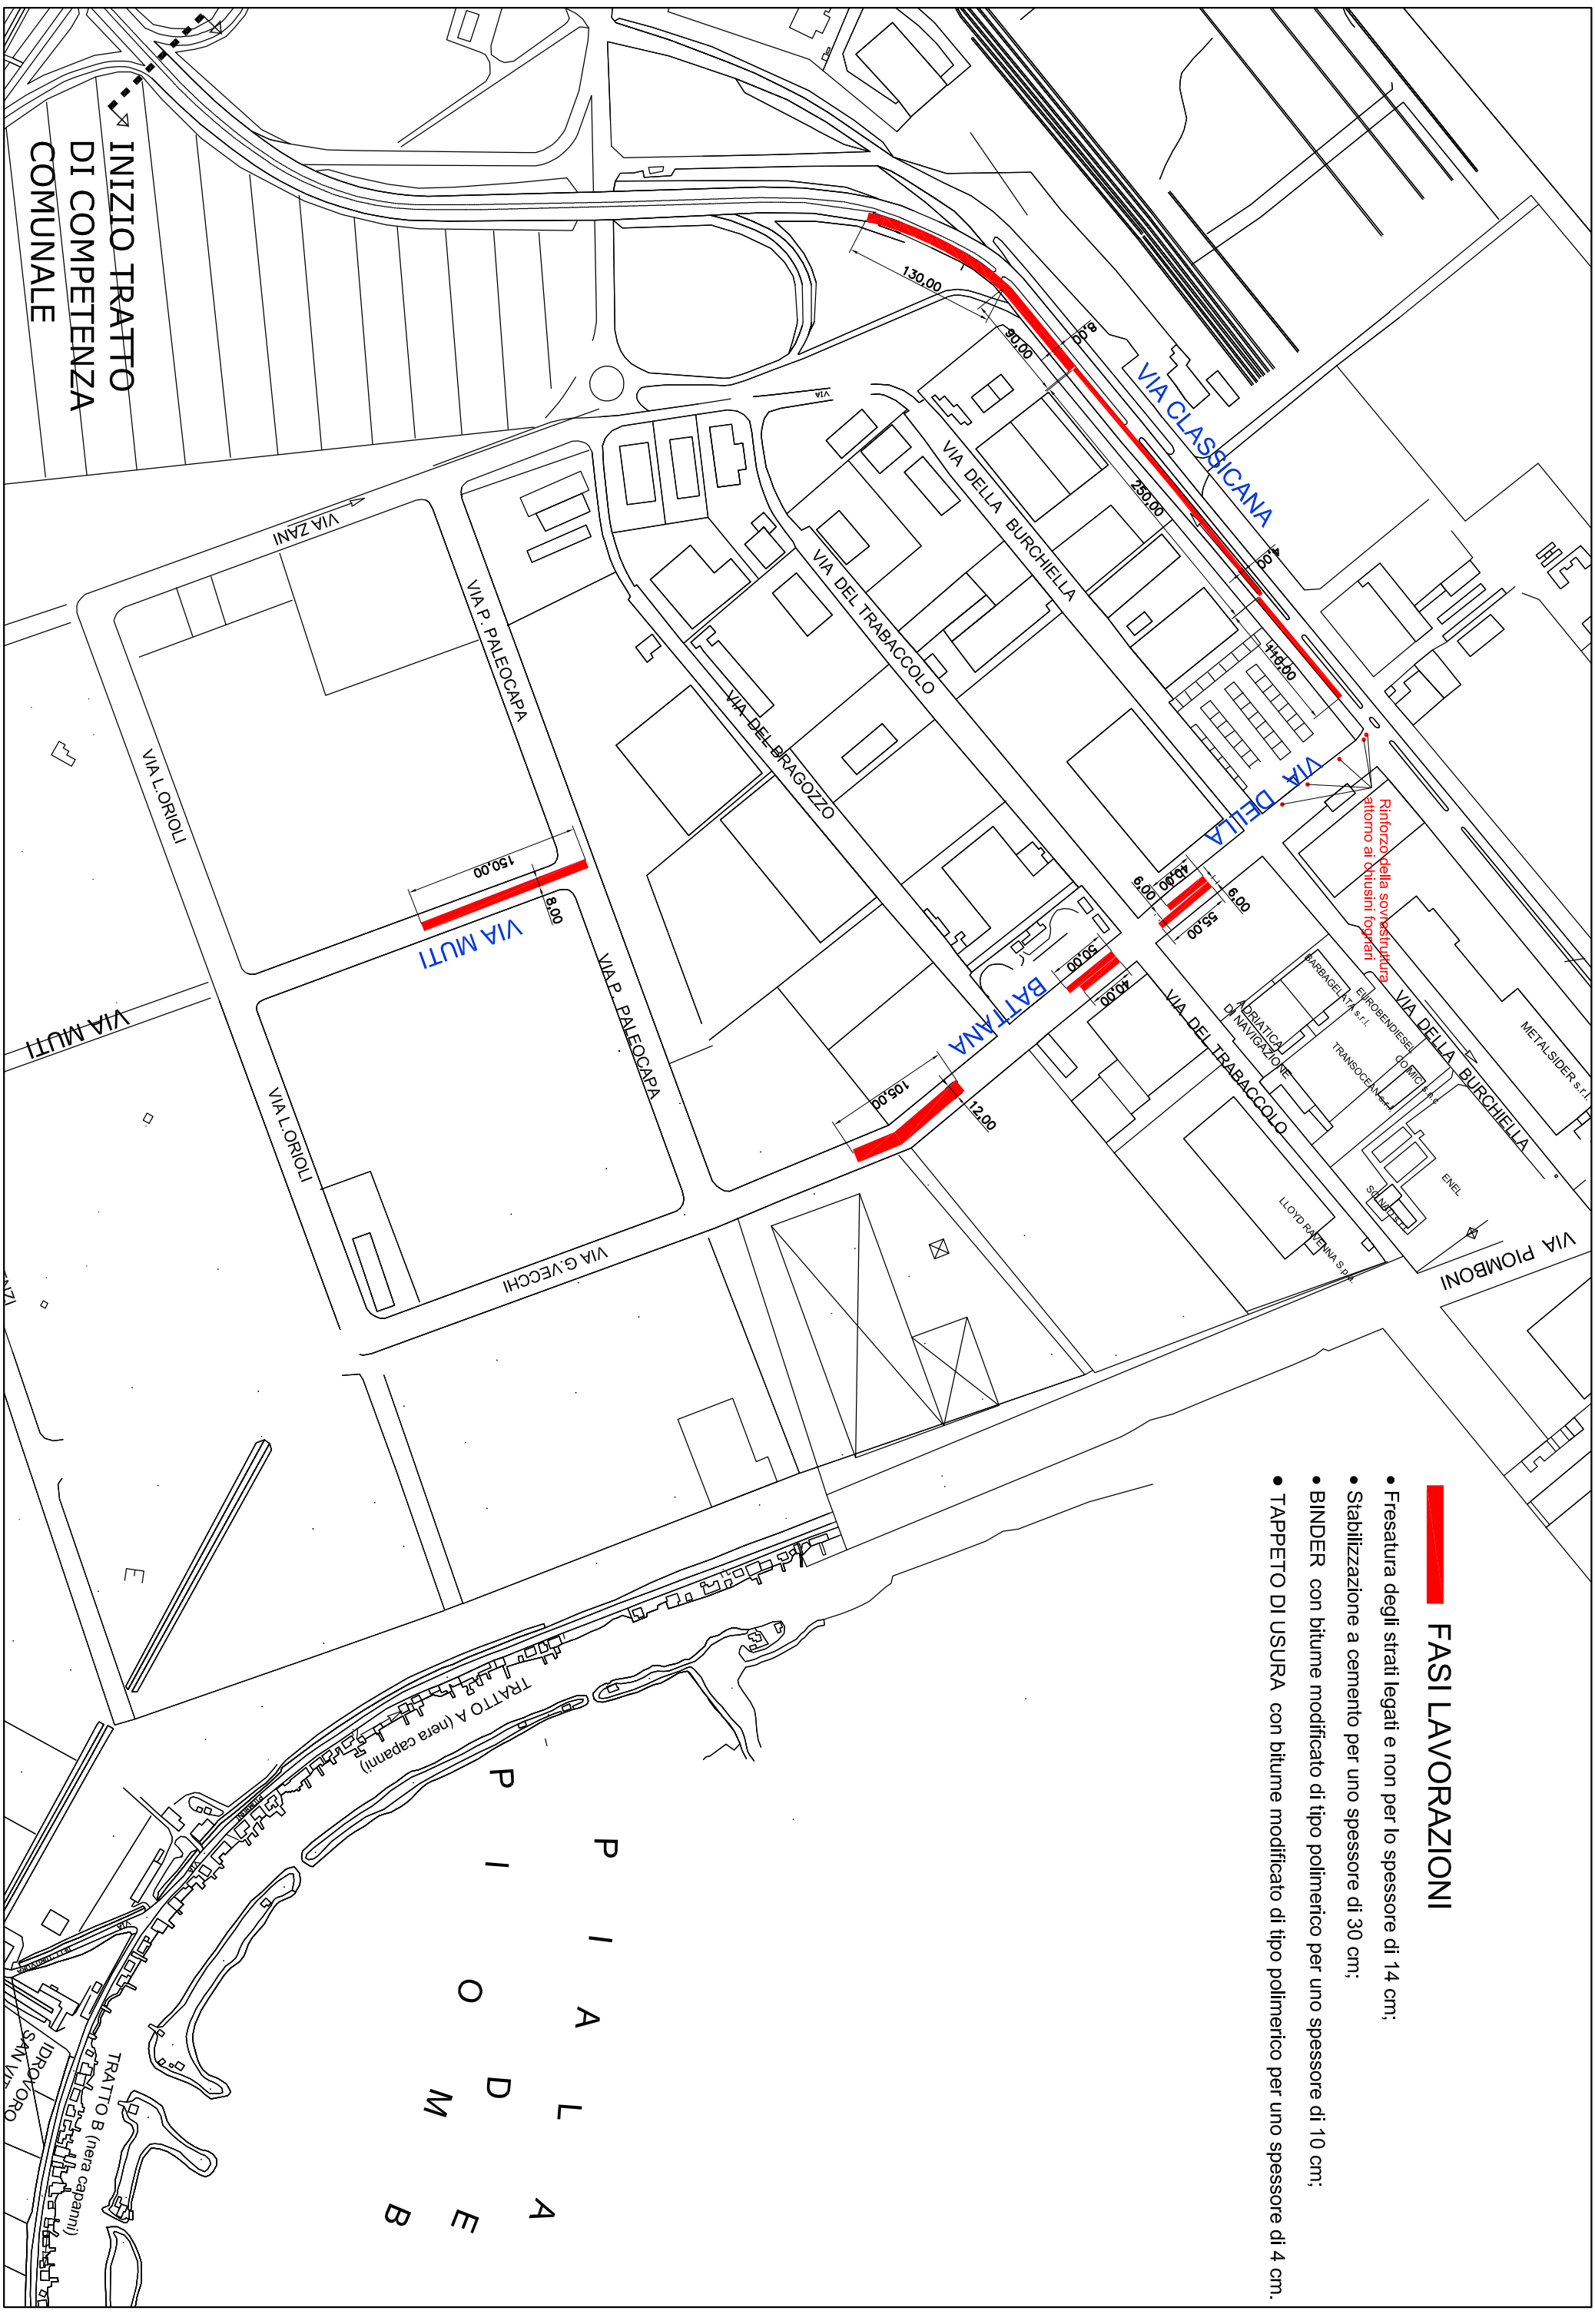 INIZIO TRATTO
DI COMPETENZA
COMUNALE
VIA CLASSICANA
130,00
90,00
8,00
250,00
4,00
110,00
VIA
VIA DELLA BURCHIELLA
VIA DEL TRABACCOLO
VIA DEL BRAGOZZO
VIA ZANI
VIA P. PALEOCAPA
VIA L.ORIOLI
150,00
8,00
VIA MUTI
VIA MUTI
VIA P. PALEOCAPA
VIA L.ORIOLI
VIA G.VECCHI
VIA DELLA
BATTANA
Rinforzo della sovrastruttura
attorno ai chiusini fognari
40,00
6,00
6,00
55,00
50,00
40,00
105,00
12,00
VIA DEL TRABACCOLO
VIA DELLA BURCHIELLA
ADRIATICA
DI NAVIGAZIONE
BARBAGELATA s.r.l.
EUROBENDIESEL
COMIC s.n.c
TRANSOCEAN s.r.l
METALSIDER s.r.l.
ENEL
LLOYD RAVENNA S.p.a.
VIA PIOMBONI
FASI LAVORAZIONI
• Fresatura degli strati legati e non per lo spessore di 14 cm;
• Stabilizzazione a cemento per uno spessore di 30 cm;
• BINDER con bitume modificato di tipo polimerico per uno spessore di 10 cm;
• TAPPETO DI USURA con bitume modificato di tipo polimerico per uno spessore di 4 cm.
TRATTO A (nera capanni)
P I A L A
P I O D E
M B
E
IDROVORO
TRATTO B (nera capanni)